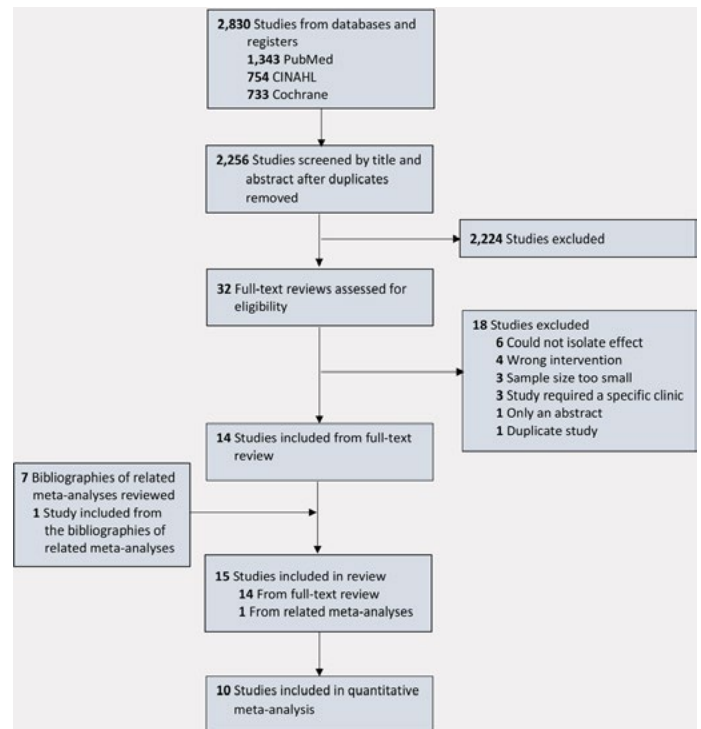 2,830 Studies from databases and
registers
1,343 PubMed
754 CINAHL
733 Cochrane
2,256 Studies screened by title and
abstract after duplicates
removed
2,224 Studies excluded
32 Full-text reviews assessed for
eligibility
18 Studies excluded
6 Could not isolate effect
4 Wrong intervention
3 Sample size too small
3 Study required a specific clinic
1 Only an abstract
1 Duplicate study
14 Studies included from full-text
review
7 Bibliographies of related
meta-analyses reviewed
1 Study included from
the bibliographies of
related meta-analyses
15 Studies included in review
14 From full-text review
1 From related meta-analyses
10 Studies included in quantitative
meta-analysis